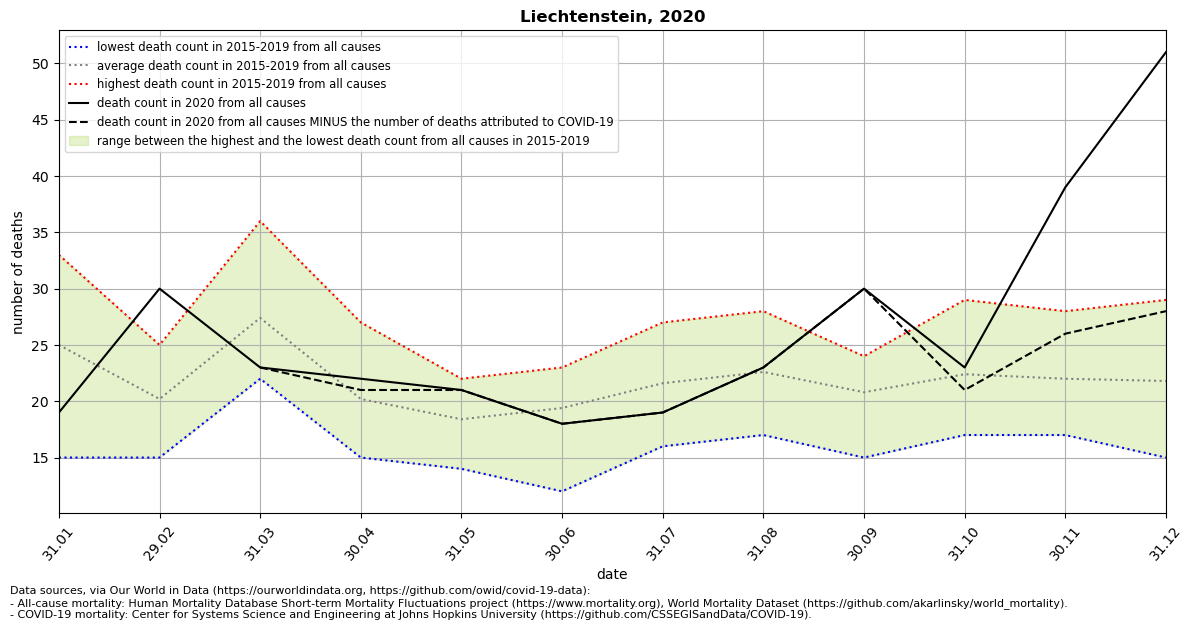 Liechtenstein, 2020
lowest death count in 2015-2019 from all causes
average death count in 2015-2019 from all causes
highest death count in 2015-2019 from all causes
death count in 2020 from all causes
death count in 2020 from all causes MINUS the number of deaths attributed to COVID-19
range between the highest and the lowest death count from all causes in 2015-2019
number of deaths
50
45
40
35
30
25
20
15
31.01
29.02
31.03
30.04
31.05
30.06
31.07
31.08
30.09
31.10
30.11
31.12
date
Data sources, via Our World in Data (https://ourworldindata.org, https://github.com/owid/covid-19-data):
- All-cause mortality: Human Mortality Database Short-term Mortality Fluctuations project (https://www.mortality.org), World Mortality Dataset (https://github.com/akarlinsky/world_mortality).
- COVID-19 mortality: Center for Systems Science and Engineering at Johns Hopkins University (https://github.com/CSSEGISandData/COVID-19).